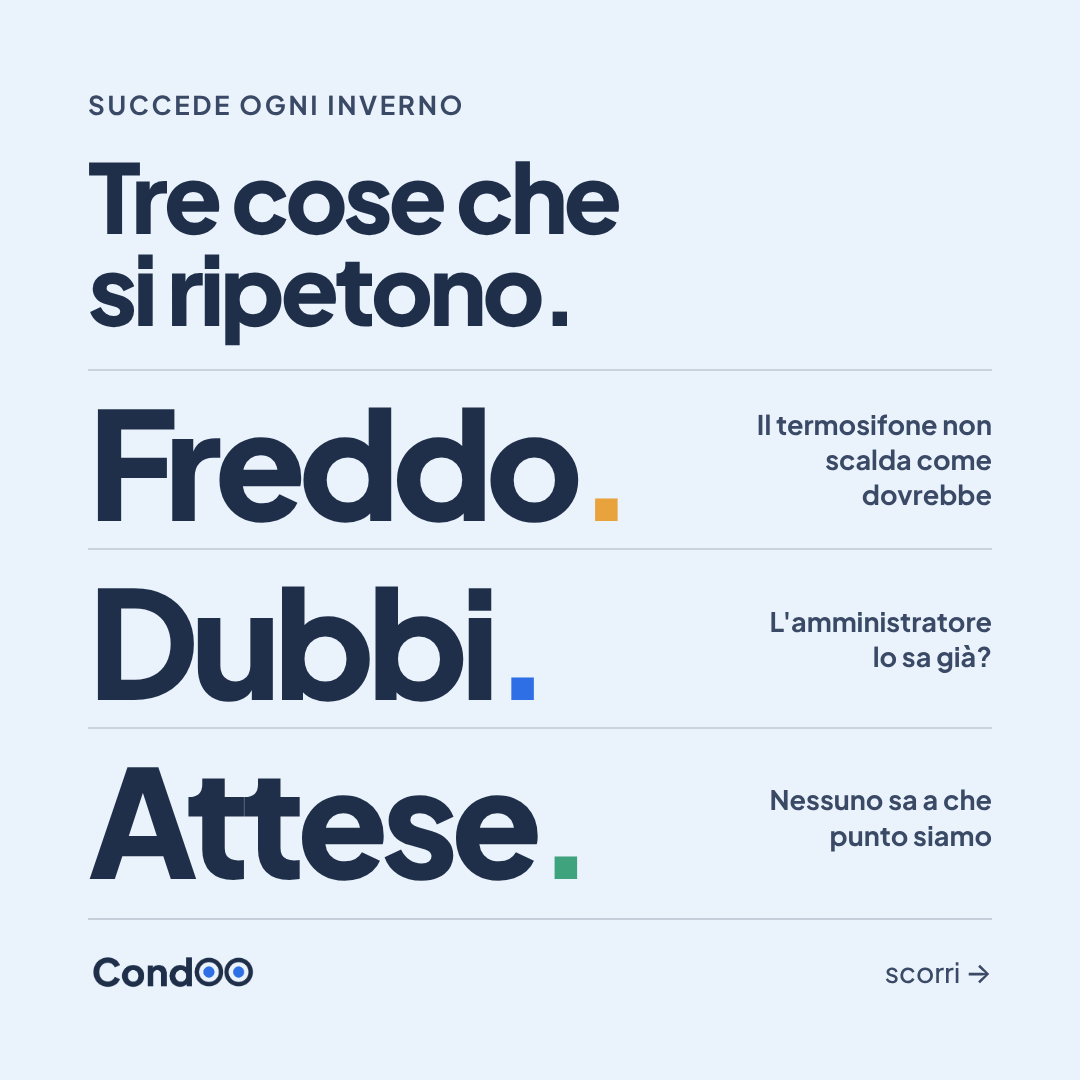 SUCCEDE OGNI INVERNO
Tre cose che
si ripetono.
Freddo.
Il termosifone non
scalda come
dovrebbe
Dubbi.
L'amministratore
lo sa già?
Attese.
Nessuno sa a che
punto siamo
CondOO
scorri →